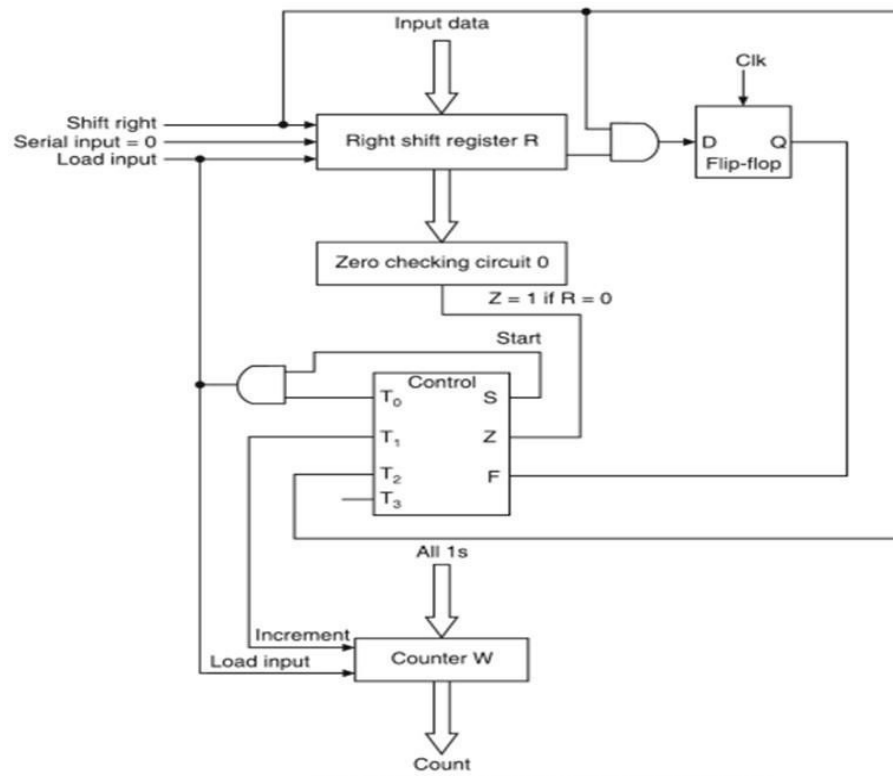 Input data
Clk
Shift right
Serial input = 0
Load input
Right shift register R
D Q
Flip-flop
Zero checking circuit 0
Z = 1 if R = 0
Start
Control
T0 S
T1 Z
T2 F
T3
All 1s
Increment
Load input
Counter W
Count